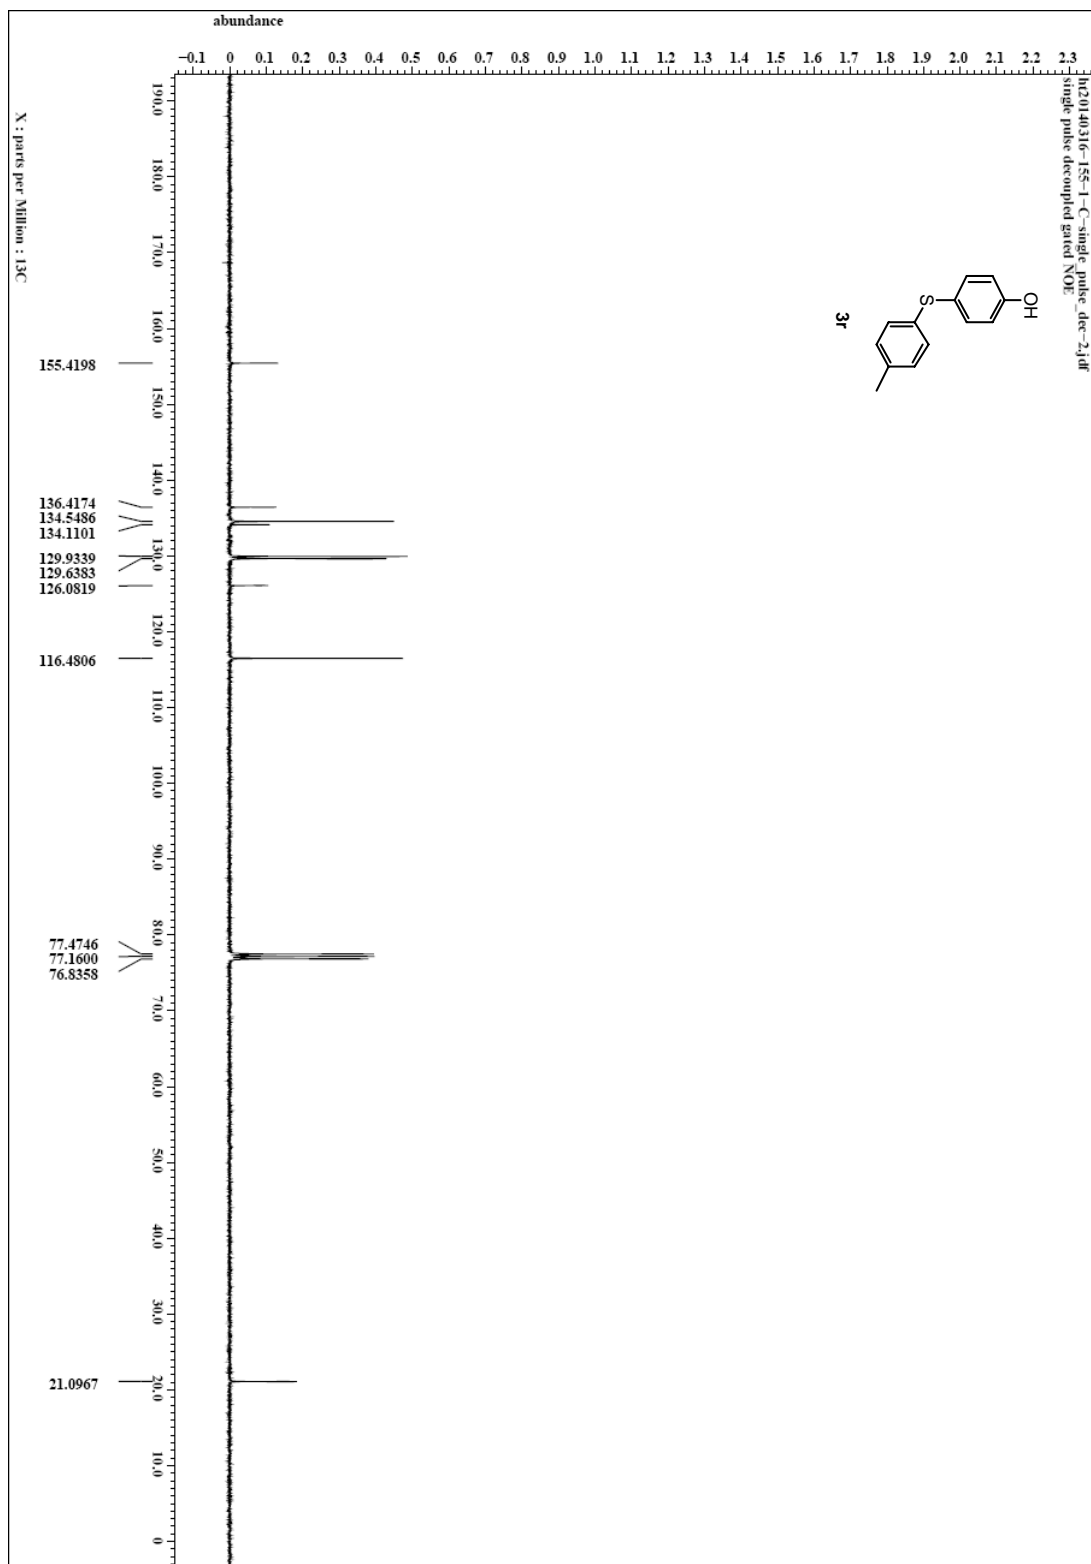 abundance
−0.1 0 0.1 0.2 0.3 0.4 0.5 0.6 0.7 0.8 0.9 1.0 1.1 1.2 1.3 1.4 1.5 1.6 1.7 1.8 1.9 2.0 2.1 2.2 2.3
ht20140316−155−1−C−single_pulse_dec−2.jdf
single pulse decoupled gated NOE
OH
S
3r
190.0 180.0 170.0 160.0 150.0 140.0 130.0 120.0 110.0 100.0 90.0 80.0 70.0 60.0 50.0 40.0 30.0 20.0 10.0 0
X : parts per Million : 13C
155.4198
136.4174
134.5486
134.1101
129.9339
129.6383
126.0819
116.4806
77.4746
77.1600
76.8358
21.0967